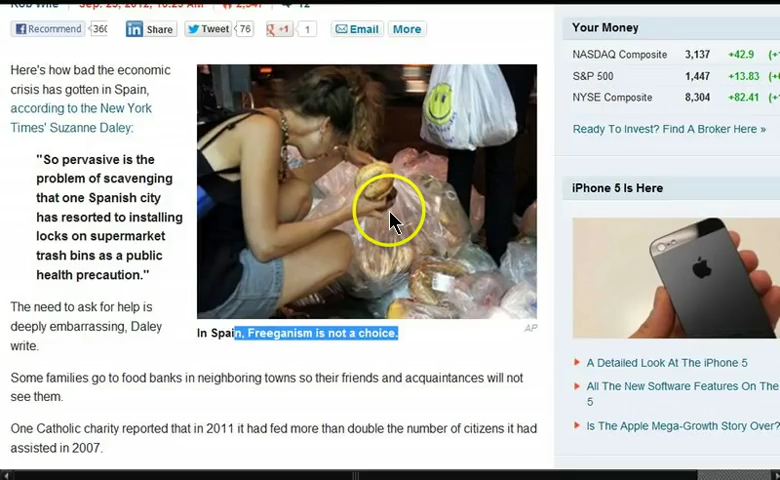 Recommend 360 Share Tweet 76 +1 1 Email More
Here's how bad the economic
crisis has gotten in Spain,
according to the New York
Times' Suzanne Daley:
"So pervasive is the
problem of scavenging
that one Spanish city
has resorted to installing
locks on supermarket
trash bins as a public
health precaution."
The need to ask for help is
deeply embarrassing, Daley
write.
In Spain, Freeganism is not a choice.
AP
Some families go to food banks in neighboring towns so their friends and acquaintances will not
see them.
One Catholic charity reported that in 2011 it had fed more than double the number of citizens it had
assisted in 2007.
Your Money
NASDAQ Composite 3,137 +42.9
S&P 500 1,447 +13.83
NYSE Composite 8,304 +82.41
Ready To Invest? Find A Broker Here »
iPhone 5 Is Here
A Detailed Look At The iPhone 5
All The New Software Features On The
5
Is The Apple Mega-Growth Story Over?